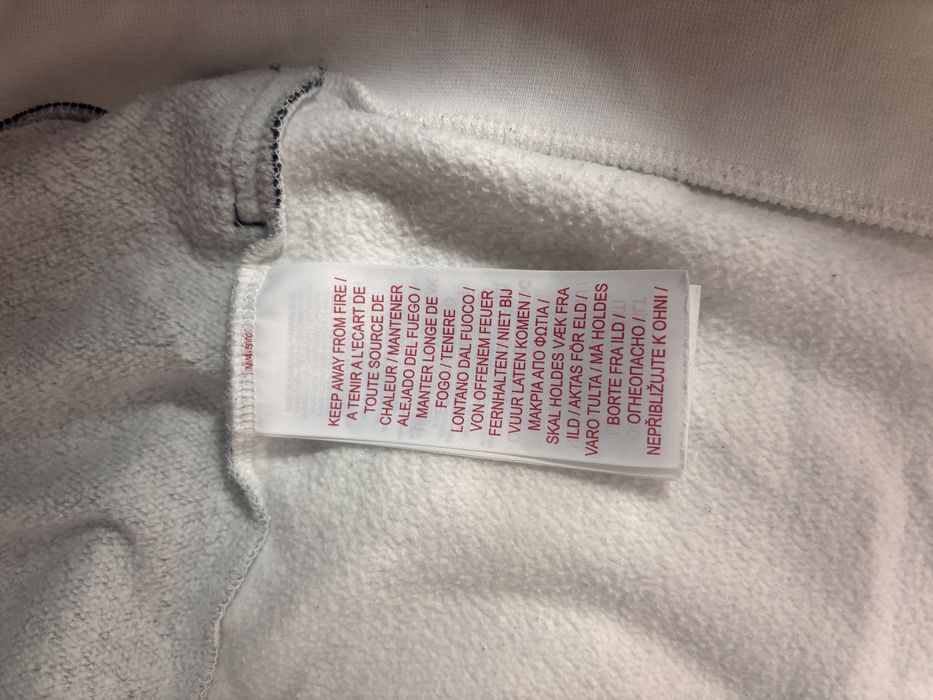 KEEP AWAY FROM FIRE /
A TENIR A L'ECART DE
TOUTE SOURCE DE
CHALEUR / MANTENER
ALEJADO DEL FUEGO /
MANTER LONGE DE
FOGO / TENERE
LONTANO DAL FUOCO /
VON OFFENEM FEUER
FERNHALTEN / NIET BIJ
VUUR LATEN KOMEN /
ΜΑΚΡΙΑ ΑΠΟ ΦΩΤΙΑ /
SKAL HOLDES VÆK FRA
ILD / AKTAS FÖR ELD /
VARO TULTA / MÅ HOLDES
BORTE FRA ILD /
ОГНЕОПАСНО /
NEPŘIBLIŽUJTE K OHNI /